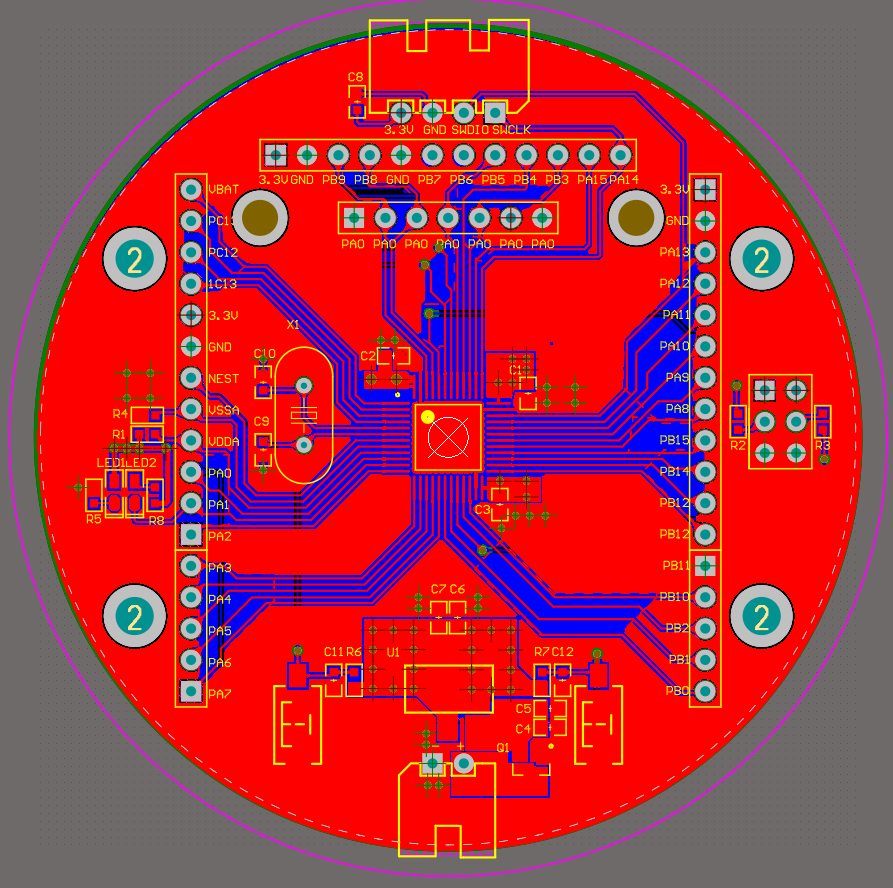 C8
3.3V GND SWDIO SWCLK
3.3V GND PB9 PB8 GND PB7 PB6 PB5 PB4 PB3 PA15 PA14
VBAT
3.3V
PC13
GND
PA0 PA0 PA0 PA0 PA0 PA0 PA0
PC12
PA13
2
2
1C13
PA12
3.3V
X1
PA11
GND
C10
C2
PA10
NEST
C1
PA9
R4
VSSA
PA8
R1
VDDA
C9
PB15
R2
R3
LED1LED2
PA0
PB14
PA1
C3
PB12
R5
R8
PA2
PB12
PA3
PB11
PA4
C7 C6
PB10
2
2
PA5
PB2
C11 R6
U1
R7 C12
PA6
PB1
PA7
PB0
C5
C4
+
Q1